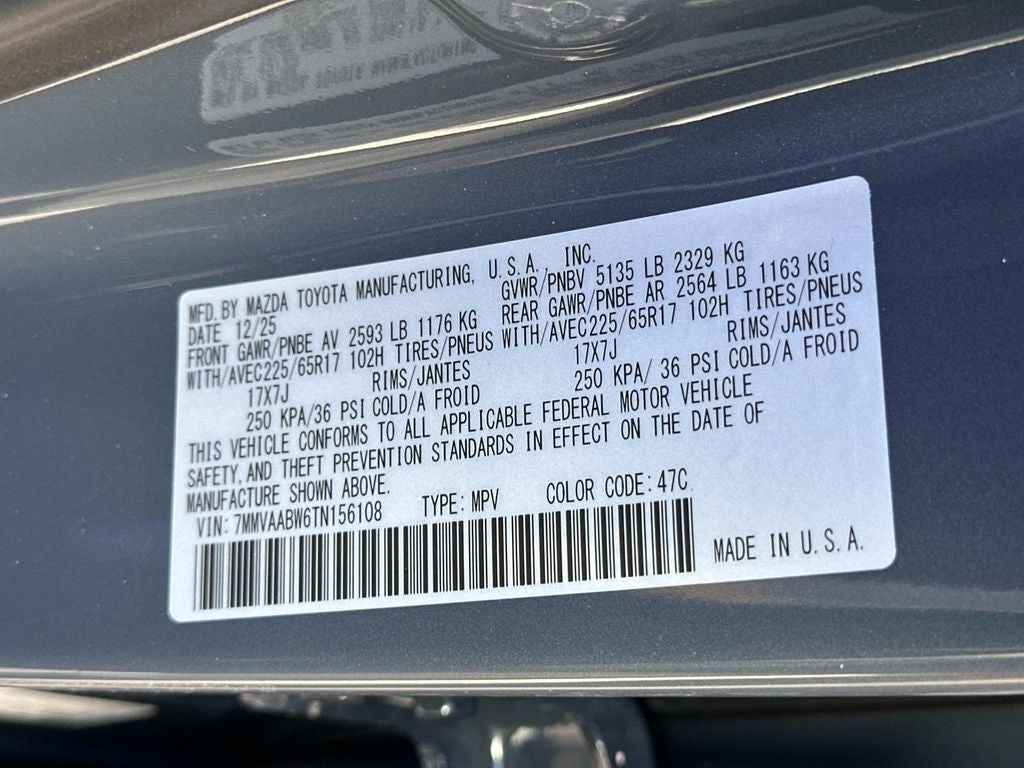 MFD. BY MAZDA TOYOTA MANUFACTURING, U.S.A. INC.
DATE 12/25 GVWR/PNBV 5135 LB 2329 KG
FRONT GAWR/PNBE AV 2593 LB 1176 KG REAR GAWR/PNBE AR 2564 LB 1163 KG
WITH/AVEC225/65R17 102H TIRES/PNEUS WITH/AVEC225/65R17 102H TIRES/PNEUS
17X7J RIMS/JANTES 17X7J RIMS/JANTES
250 KPA/36 PSI COLD/A FROID 250 KPA/ 36 PSI COLD/A FROID
THIS VEHICLE CONFORMS TO ALL APPLICABLE FEDERAL MOTOR VEHICLE
SAFETY, AND THEFT PREVENTION STANDARDS IN EFFECT ON THE DATE OF
MANUFACTURE SHOWN ABOVE.
VIN: 7MMVAABW6TN156108 TYPE: MPV COLOR CODE: 47C
MADE IN U.S.A.